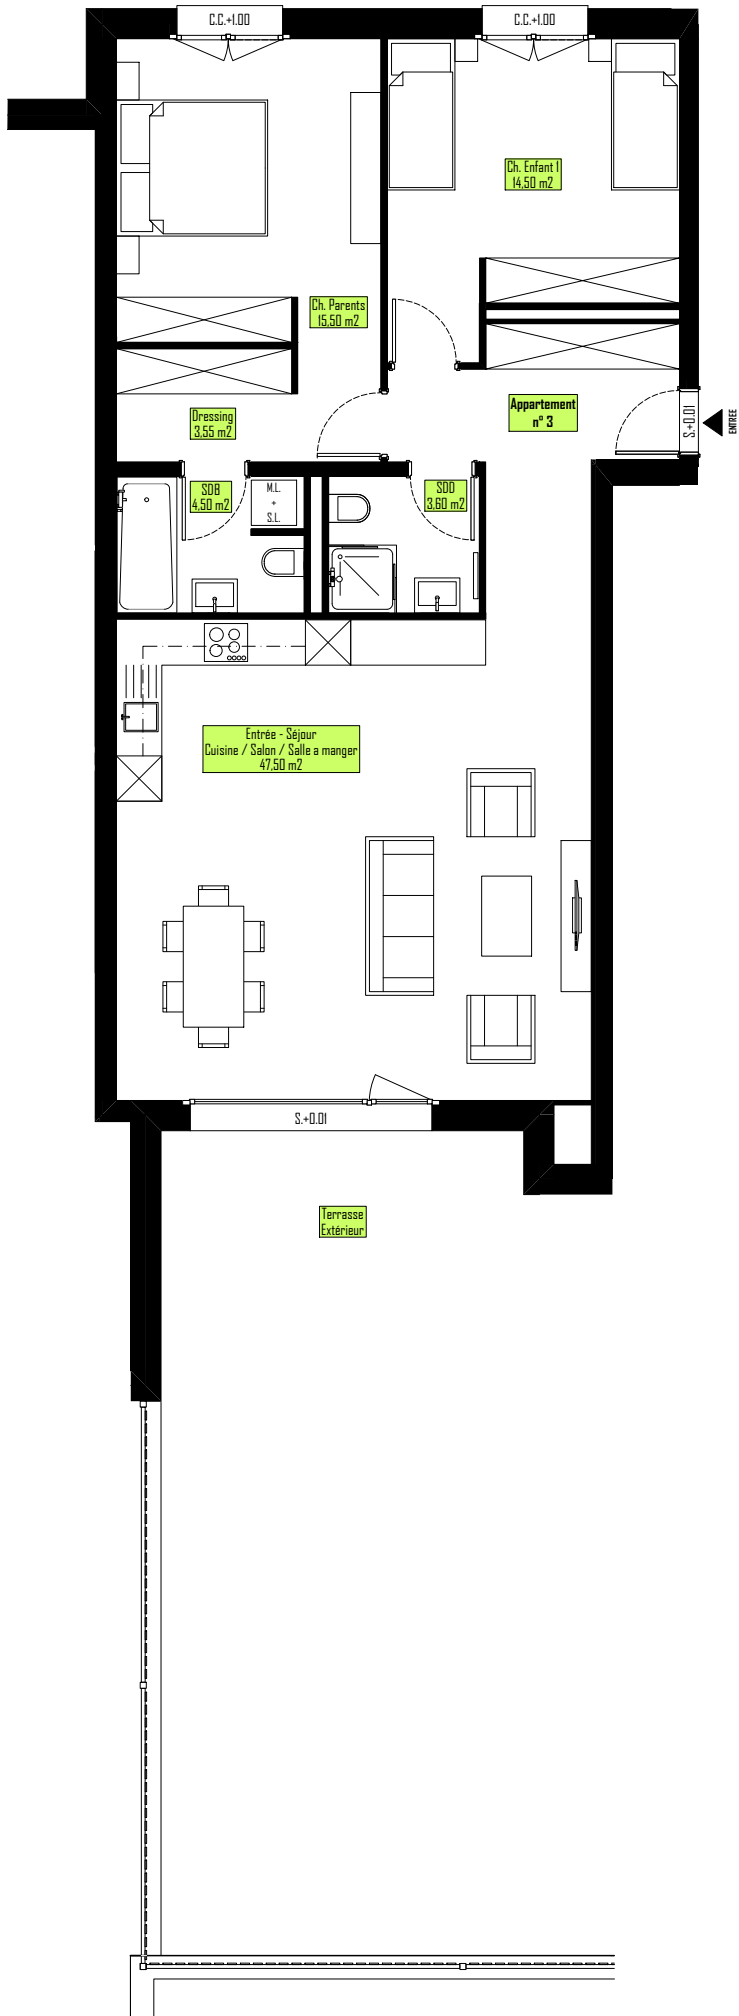 C.C.+1.00
C.C.+1.00
Ch. Enfant 1
14,50 m2
Ch. Parents
15,50 m2
Dressing
3,55 m2
Appartement
n° 3
S.+0.01
ENTREE
SDB
4,50 m2
M.L.
+
S.L.
SDD
3,60 m2
Entrée - Séjour
Cuisine / Salon / Salle a manger
47,50 m2
S.+0.01
Terrasse
Extérieur